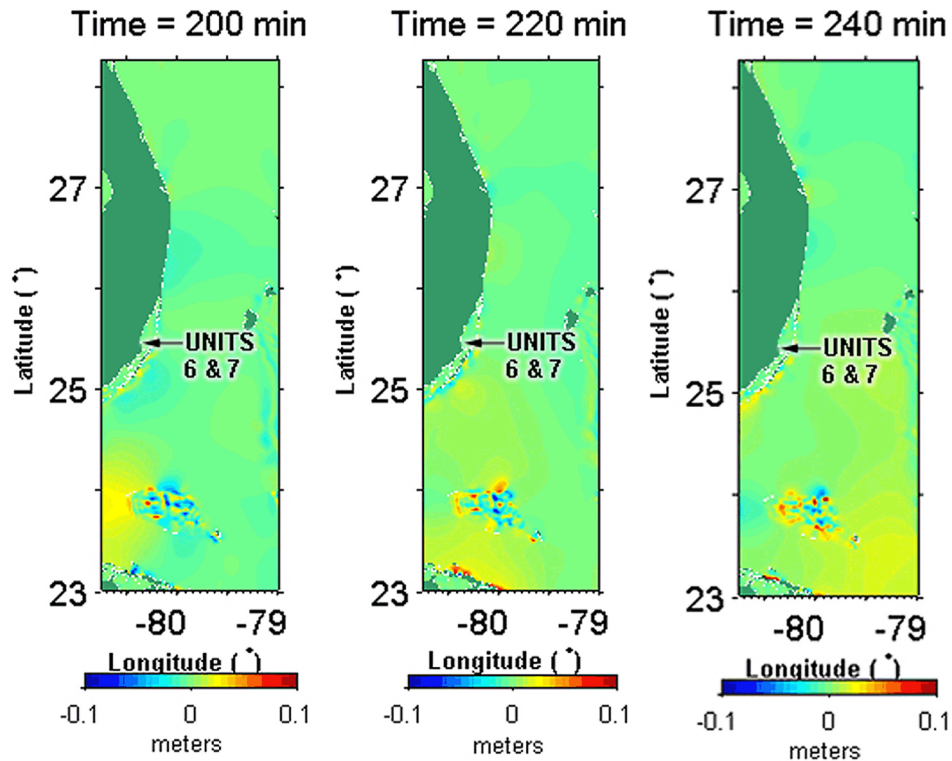 Time = 200 min
Time = 220 min
Time = 240 min
27
25
23
Latitude (°)
UNITS
6 & 7
-80
-79
Longitude (°)
-0.1
0
0.1
meters
27
25
23
Latitude (°)
UNITS
6 & 7
-80
-79
Longitude (°)
-0.1
0
0.1
meters
27
25
23
Latitude (°)
UNITS
6 & 7
-80
-79
Longitude (°)
-0.1
0
0.1
meters